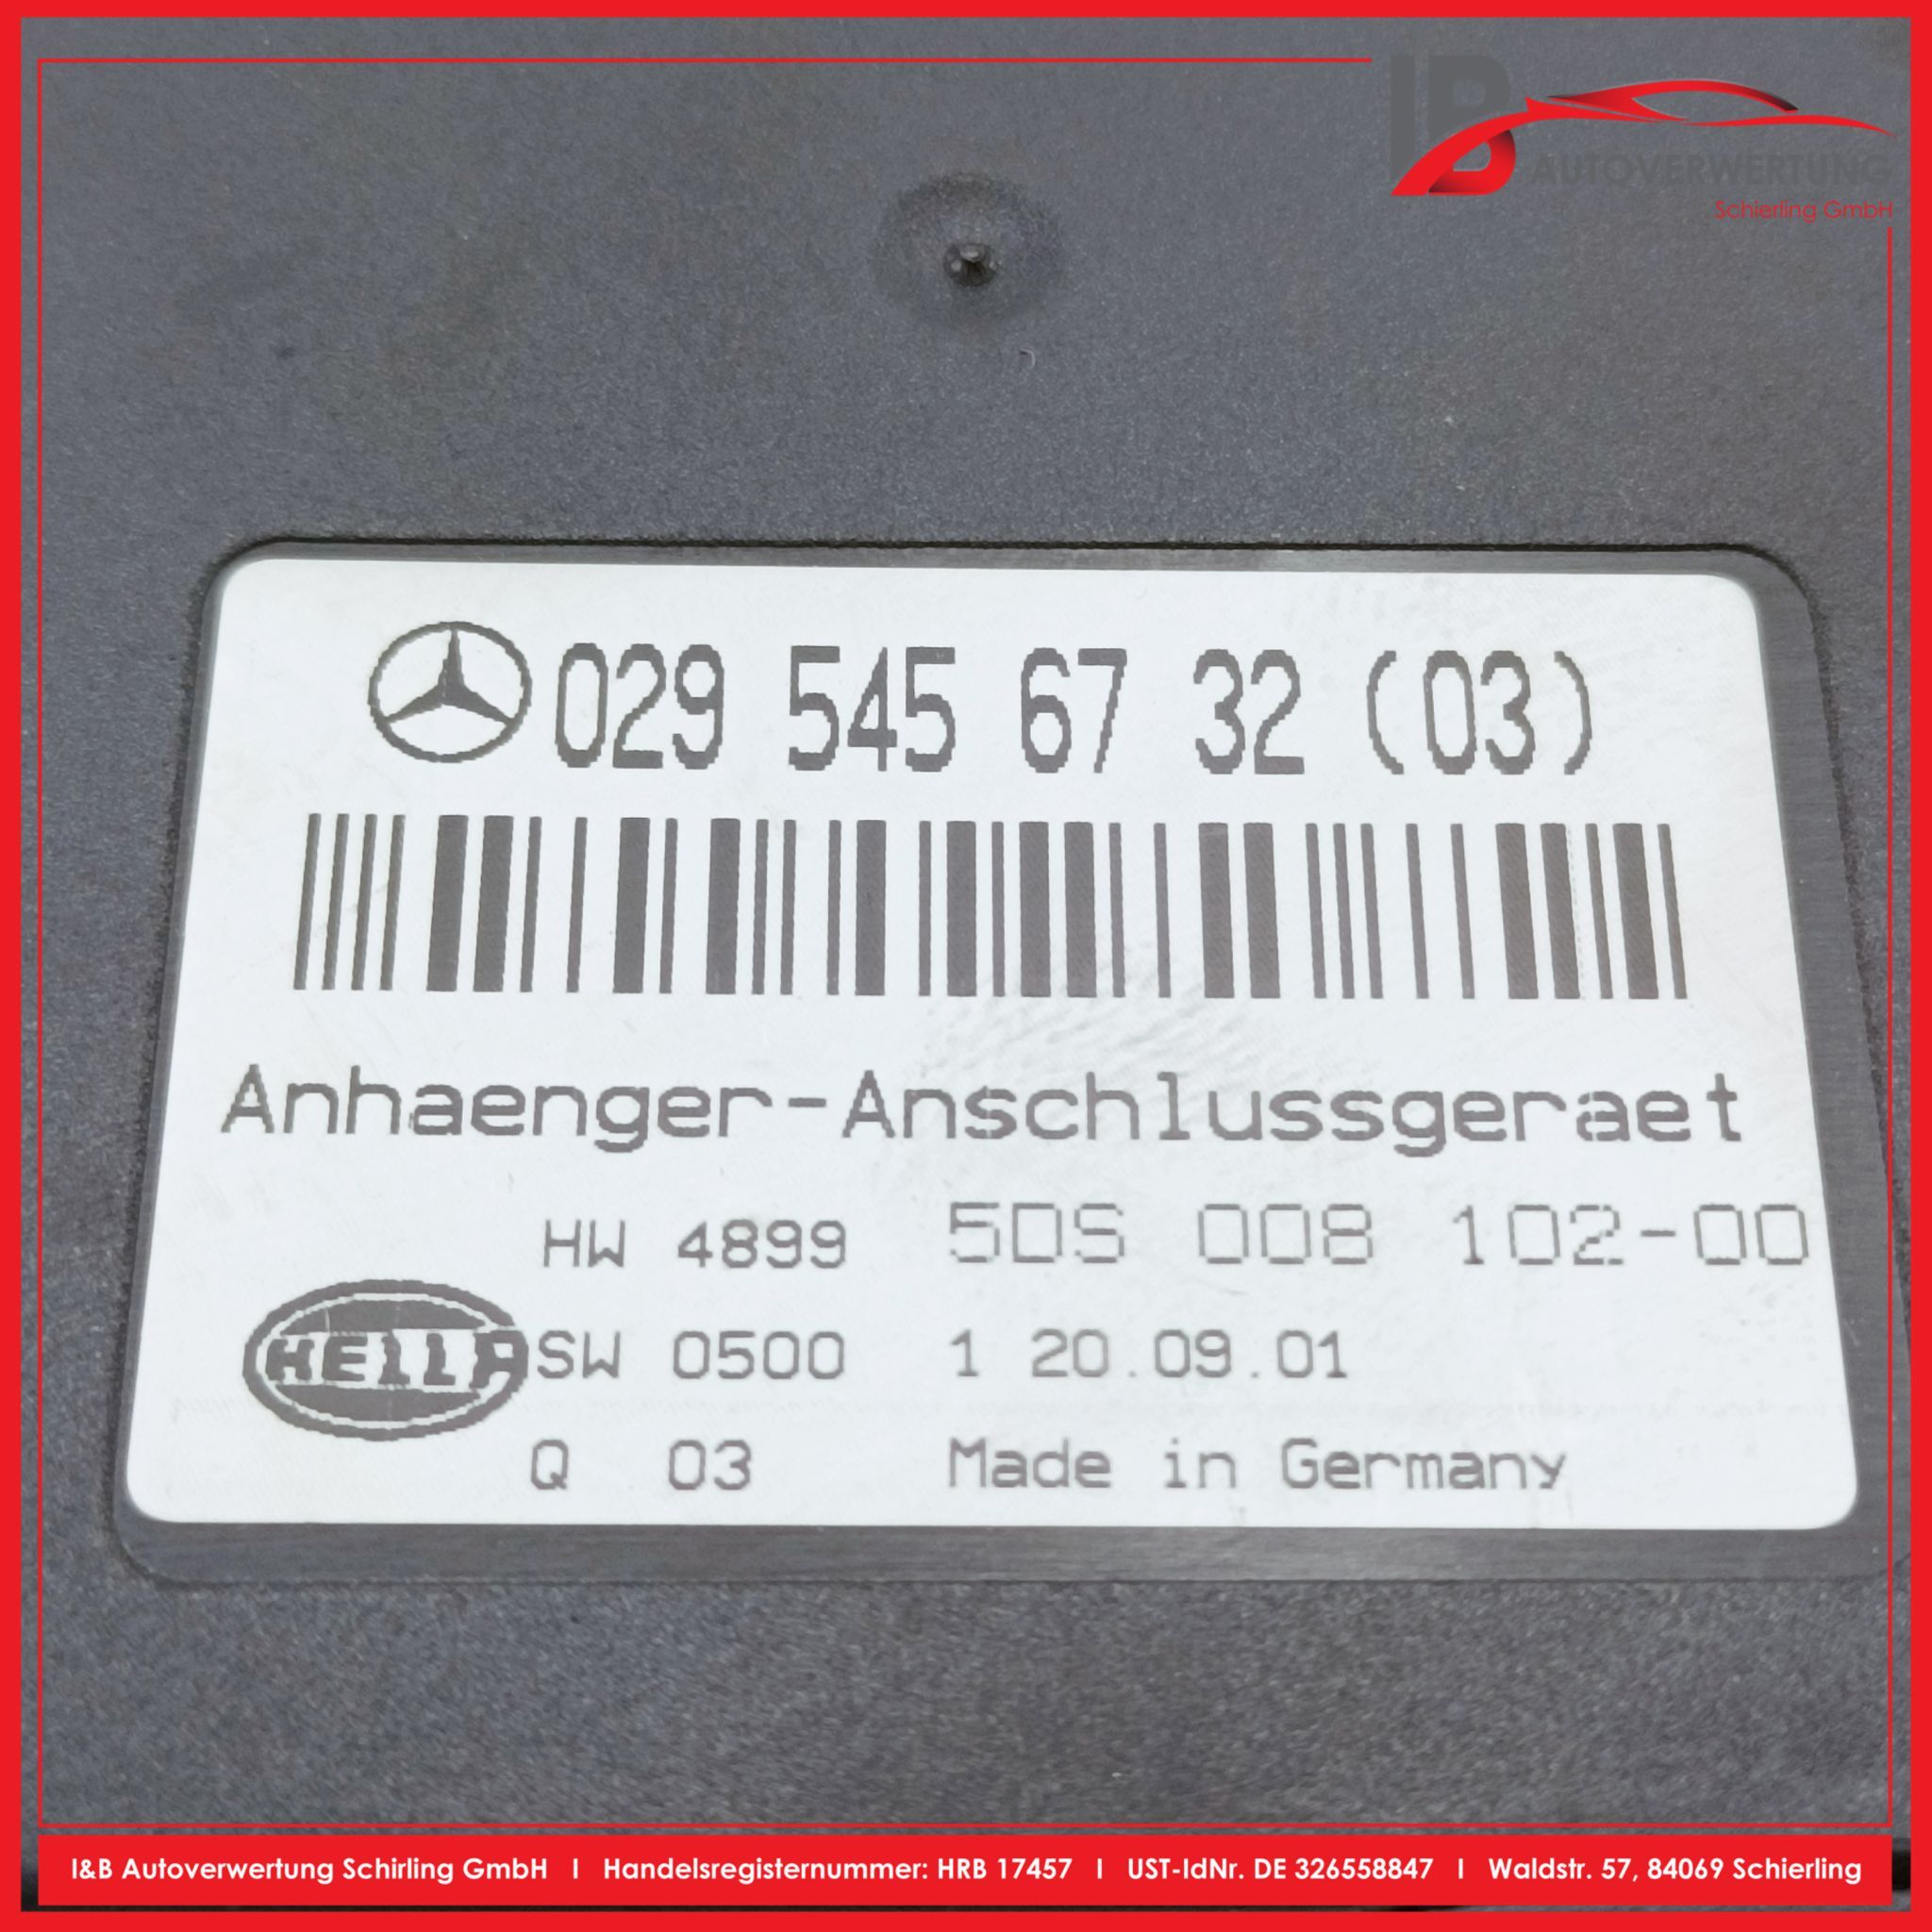 IB
AUTOVERWERTUNG
Schierling GmbH
029 545 67 32 (03)
Anhaenger-Anschlussgeraet
HW 4899 5DS 008 102-00
HELLA SW 0500 1 20.09.01
Q 03 Made in Germany
I&B Autoverwertung Schirling GmbH I Handelsregisternummer: HRB 17457 I UST-IdNr. DE 326558847 I Waldstr. 57, 84069 Schierling